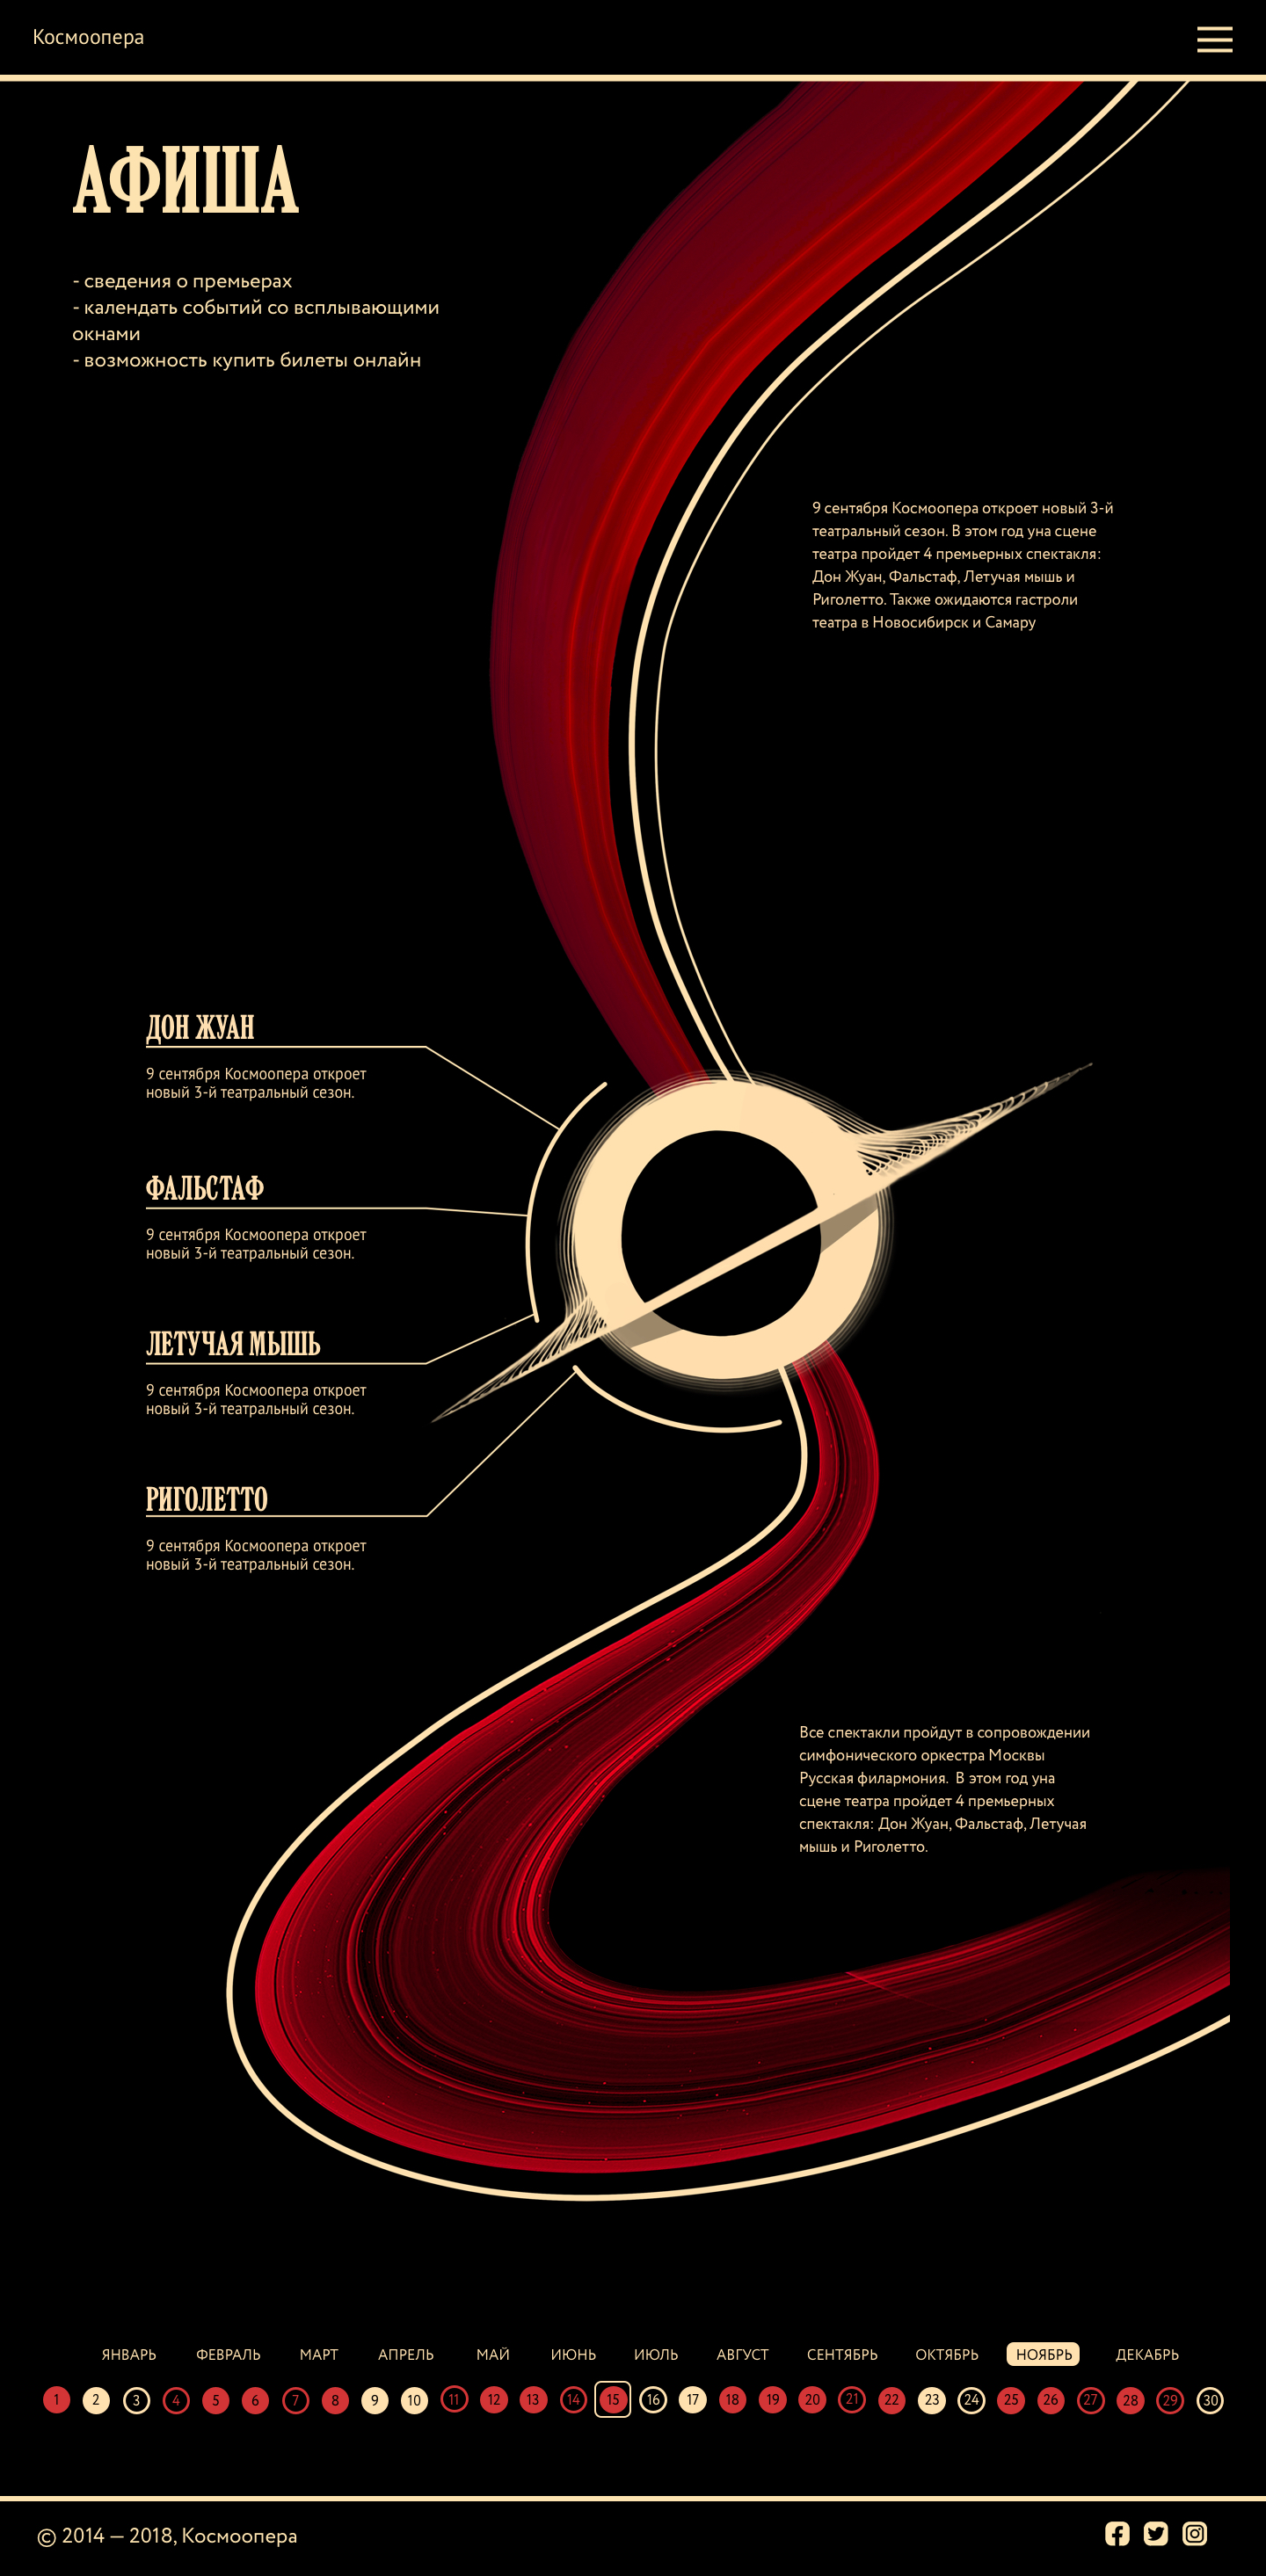 Космоопера
АФИША
- сведения о премьерах
- календать событий со всплывающими
окнами
- возможность купить билеты онлайн
9 сентября Космоопера откроет новый 3-й
театральный сезон. В этом год уна сцене
театра пройдет 4 премьерных спектакля:
Дон Жуан, Фальстаф, Летучая мышь и
Риголетто. Также ожидаются гастроли
театра в Новосибирск и Самару
ДОН ЖУАН
9 сентября Космоопера откроет
новый 3-й театральный сезон.
ФАЛЬСТАФ
9 сентября Космоопера откроет
новый 3-й театральный сезон.
ЛЕТУЧАЯ МЫШЬ
9 сентября Космоопера откроет
новый 3-й театральный сезон.
РИГОЛЕТТО
9 сентября Космоопера откроет
новый 3-й театральный сезон.
Все спектакли пройдут в сопровождении
симфонического оркестра Москвы
Русская филармония. В этом год уна
сцене театра пройдет 4 премьерных
спектакля: Дон Жуан, Фальстаф, Летучая
мышь и Риголетто.
ЯНВАРЬ ФЕВРАЛЬ МАРТ АПРЕЛЬ МАЙ ИЮНЬ ИЮЛЬ АВГУСТ СЕНТЯБРЬ ОКТЯБРЬ НОЯБРЬ ДЕКАБРЬ
1 2 3 4 5 6 7 8 9 10 11 12 13 14 15 16 17 18 19 20 21 22 23 24 25 26 27 28 29 30
© 2014 — 2018, Космоопера